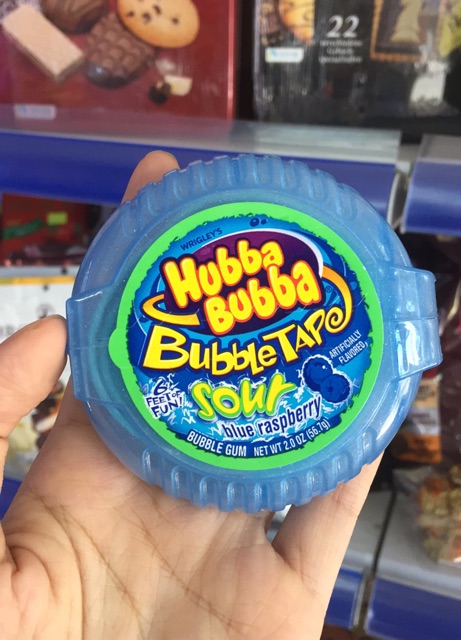 22
WRIGLEY'S
Hubba
Bubba
BUBBLE TAPE
ARTIFICIALLY
FLAVORED
6
FEET OF
FUN!
sour
blue raspberry
BUBBLE GUM NET WT 2.0 OZ (56.7g)